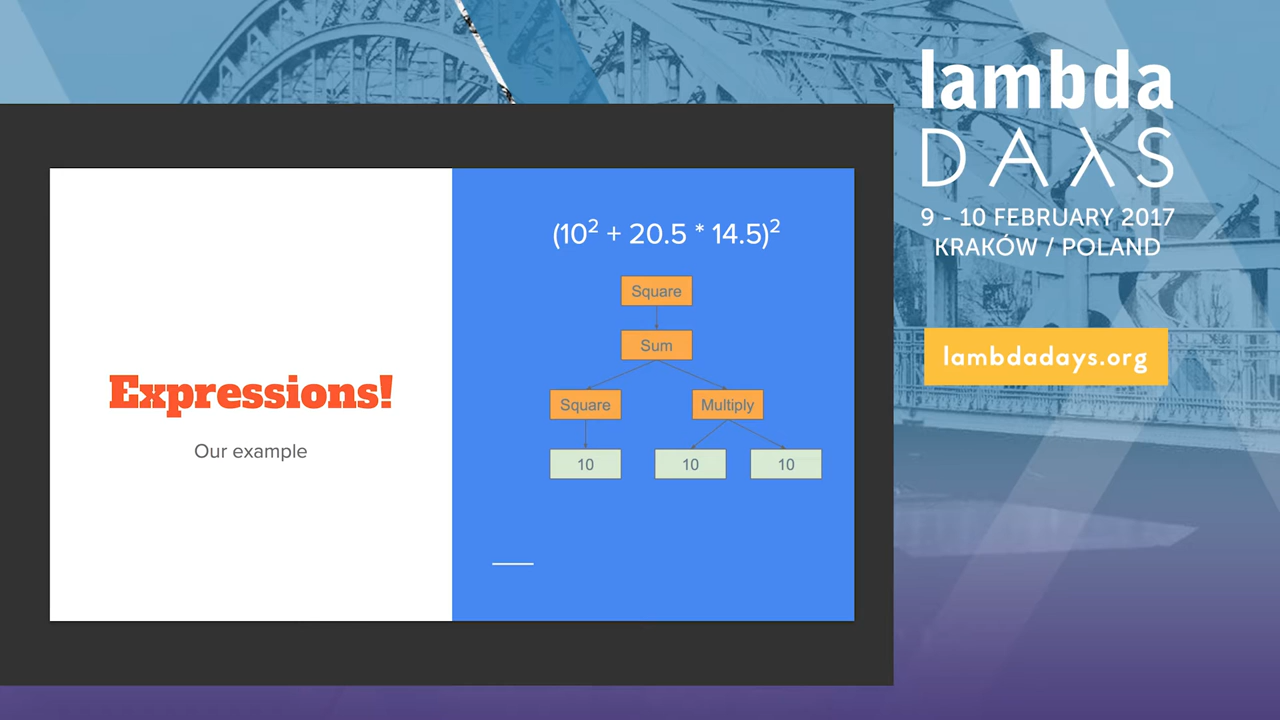 lambda
DAλS
9 - 10 FEBRUARY 2017
KRAKÓW / POLAND
lambdadays.org
Expressions!
Our example
(10² + 20.5 * 14.5)²
Square
Sum
Square Multiply
10 10 10